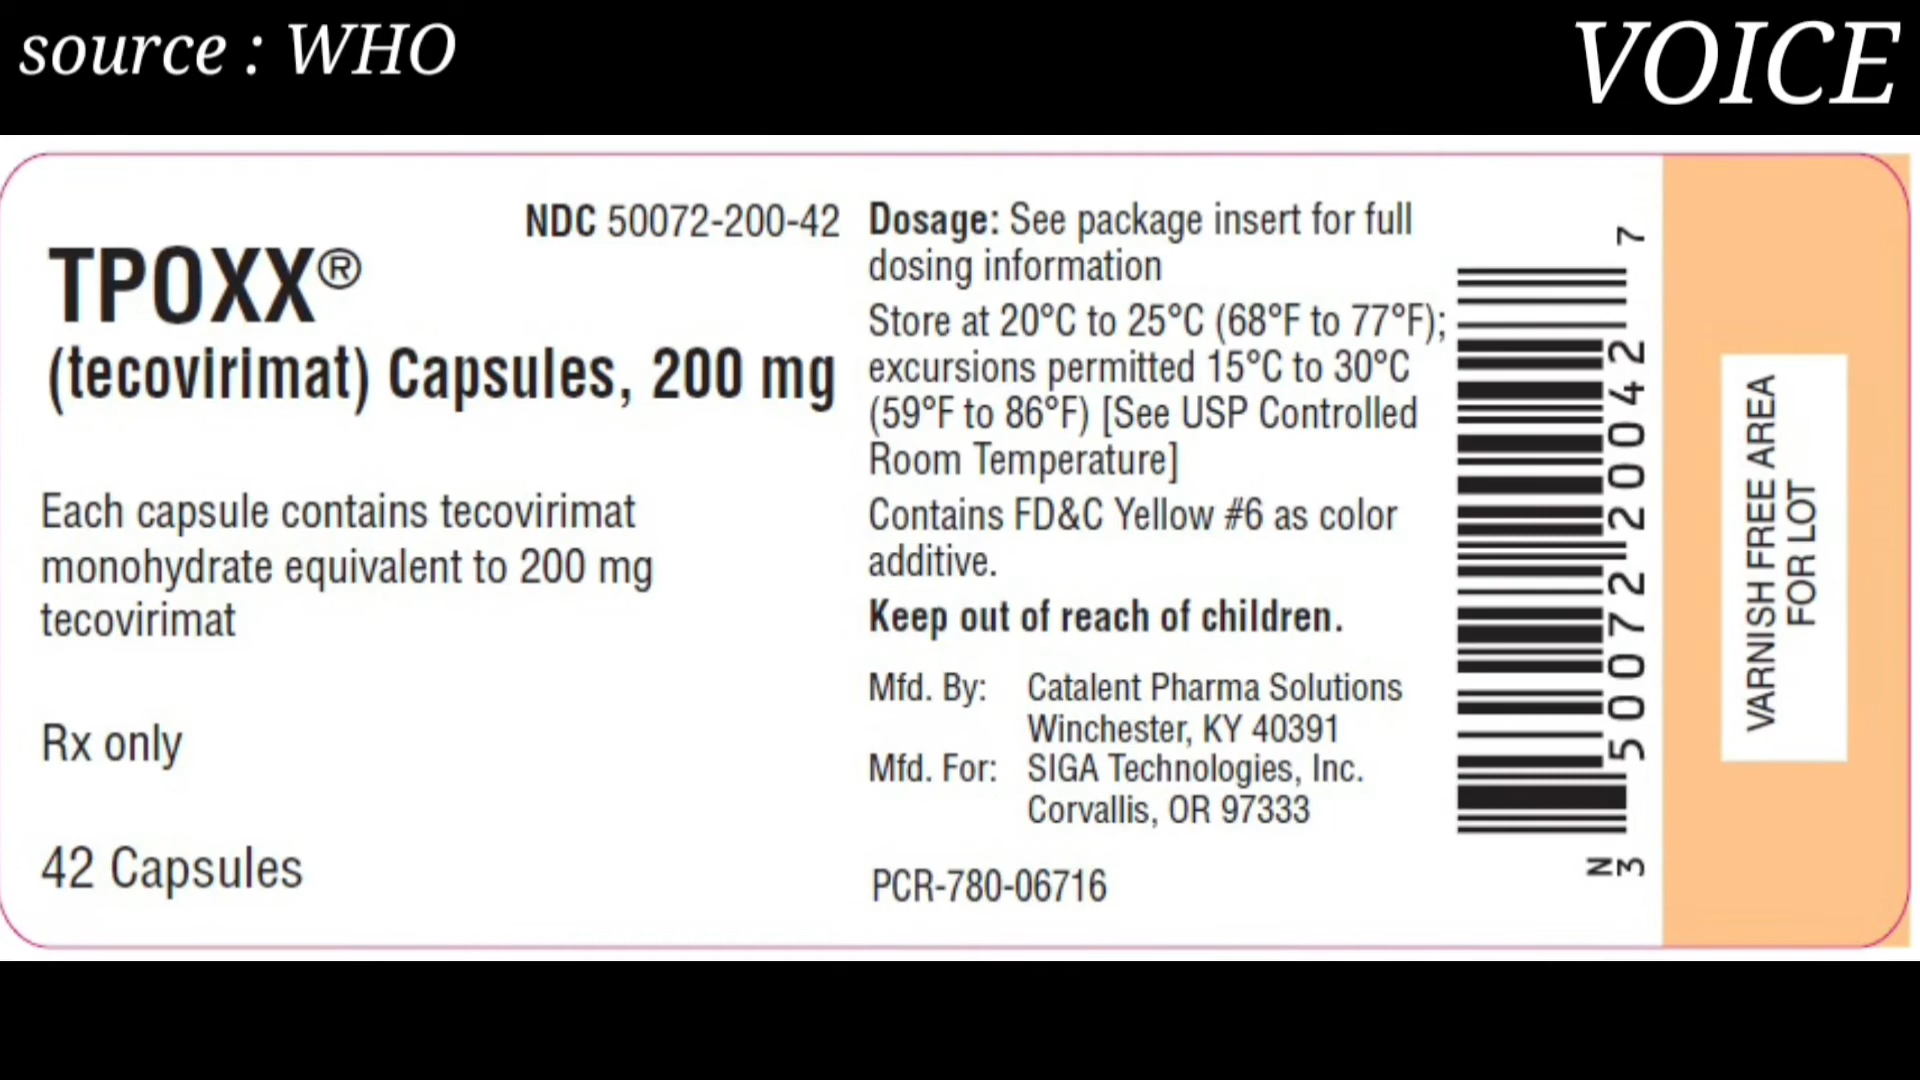 source : WHO
VOICE
NDC 50072-200-42
TPOXX®
(tecovirimat) Capsules, 200 mg
Each capsule contains tecovirimat
monohydrate equivalent to 200 mg
tecovirimat
Rx only
42 Capsules
Dosage: See package insert for full
dosing information
Store at 20°C to 25°C (68°F to 77°F);
excursions permitted 15°C to 30°C
(59°F to 86°F) [See USP Controlled
Room Temperature]
Contains FD&C Yellow #6 as color
additive.
Keep out of reach of children.
Mfd. By: Catalent Pharma Solutions
Winchester, KY 40391
Mfd. For: SIGA Technologies, Inc.
Corvallis, OR 97333
PCR-780-06716
N
3 50072 20042 7
VARNISH FREE AREA
FOR LOT